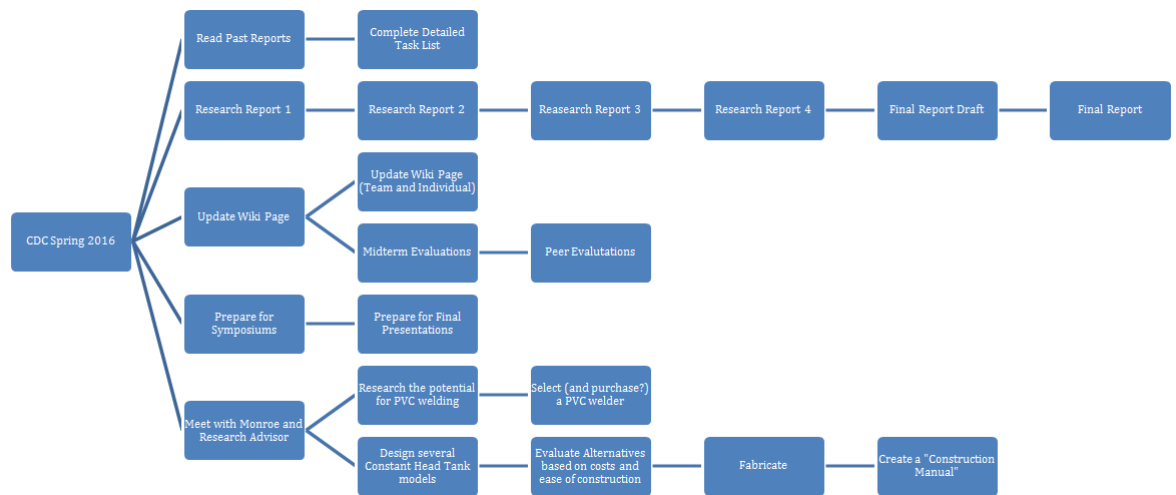 Read Past Reports
Complete Detailed
Task List
Research Report 1
Research Report 2
Reasearch Report 3
Research Report 4
Final Report Draft
Final Report
Update Wiki Page
(Team and Individual)
Update Wiki Page
CDC Spring 2016
Midterm Evaluations
Peer Evalutations
Prepare for
Symposiums
Prepare for Final
Presentations
Research the potential
for PVC welding
Select (and purchase?)
a PVC welder
Meet with Monroe and
Research Advisor
Design several
Constant Head Tank
models
Evaluate Alternatives
based on costs and
ease of construction
Fabricate
Create a "Construction
Manual"